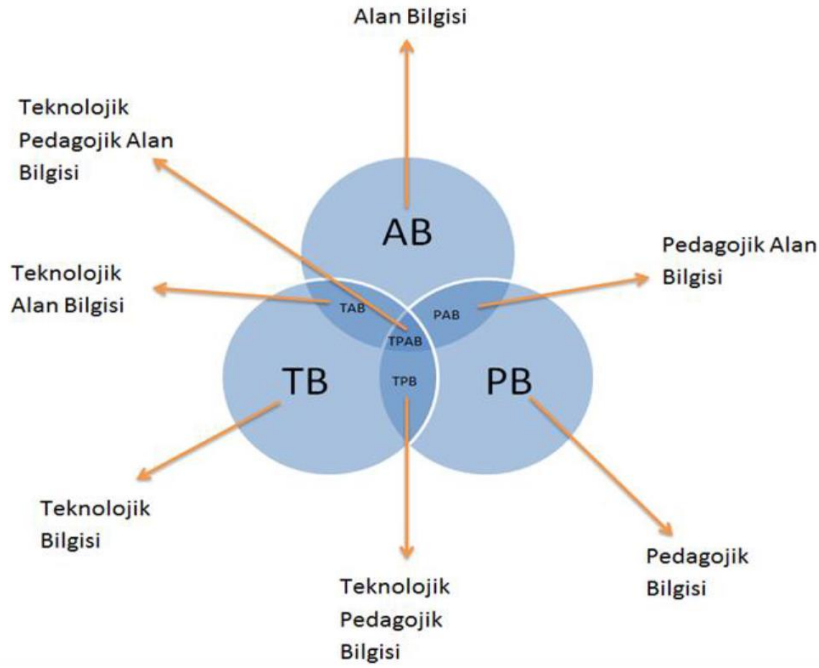 Alan Bilgisi
Teknolojik
Pedagojik Alan
Bilgisi
AB
Pedagojik Alan
Bilgisi
Teknolojik
Alan Bilgisi
TAB
PAB
TPAB
TB
TPB
PB
Teknolojik
Bilgisi
Pedagojik
Bilgisi
Teknolojik
Pedagojik
Bilgisi